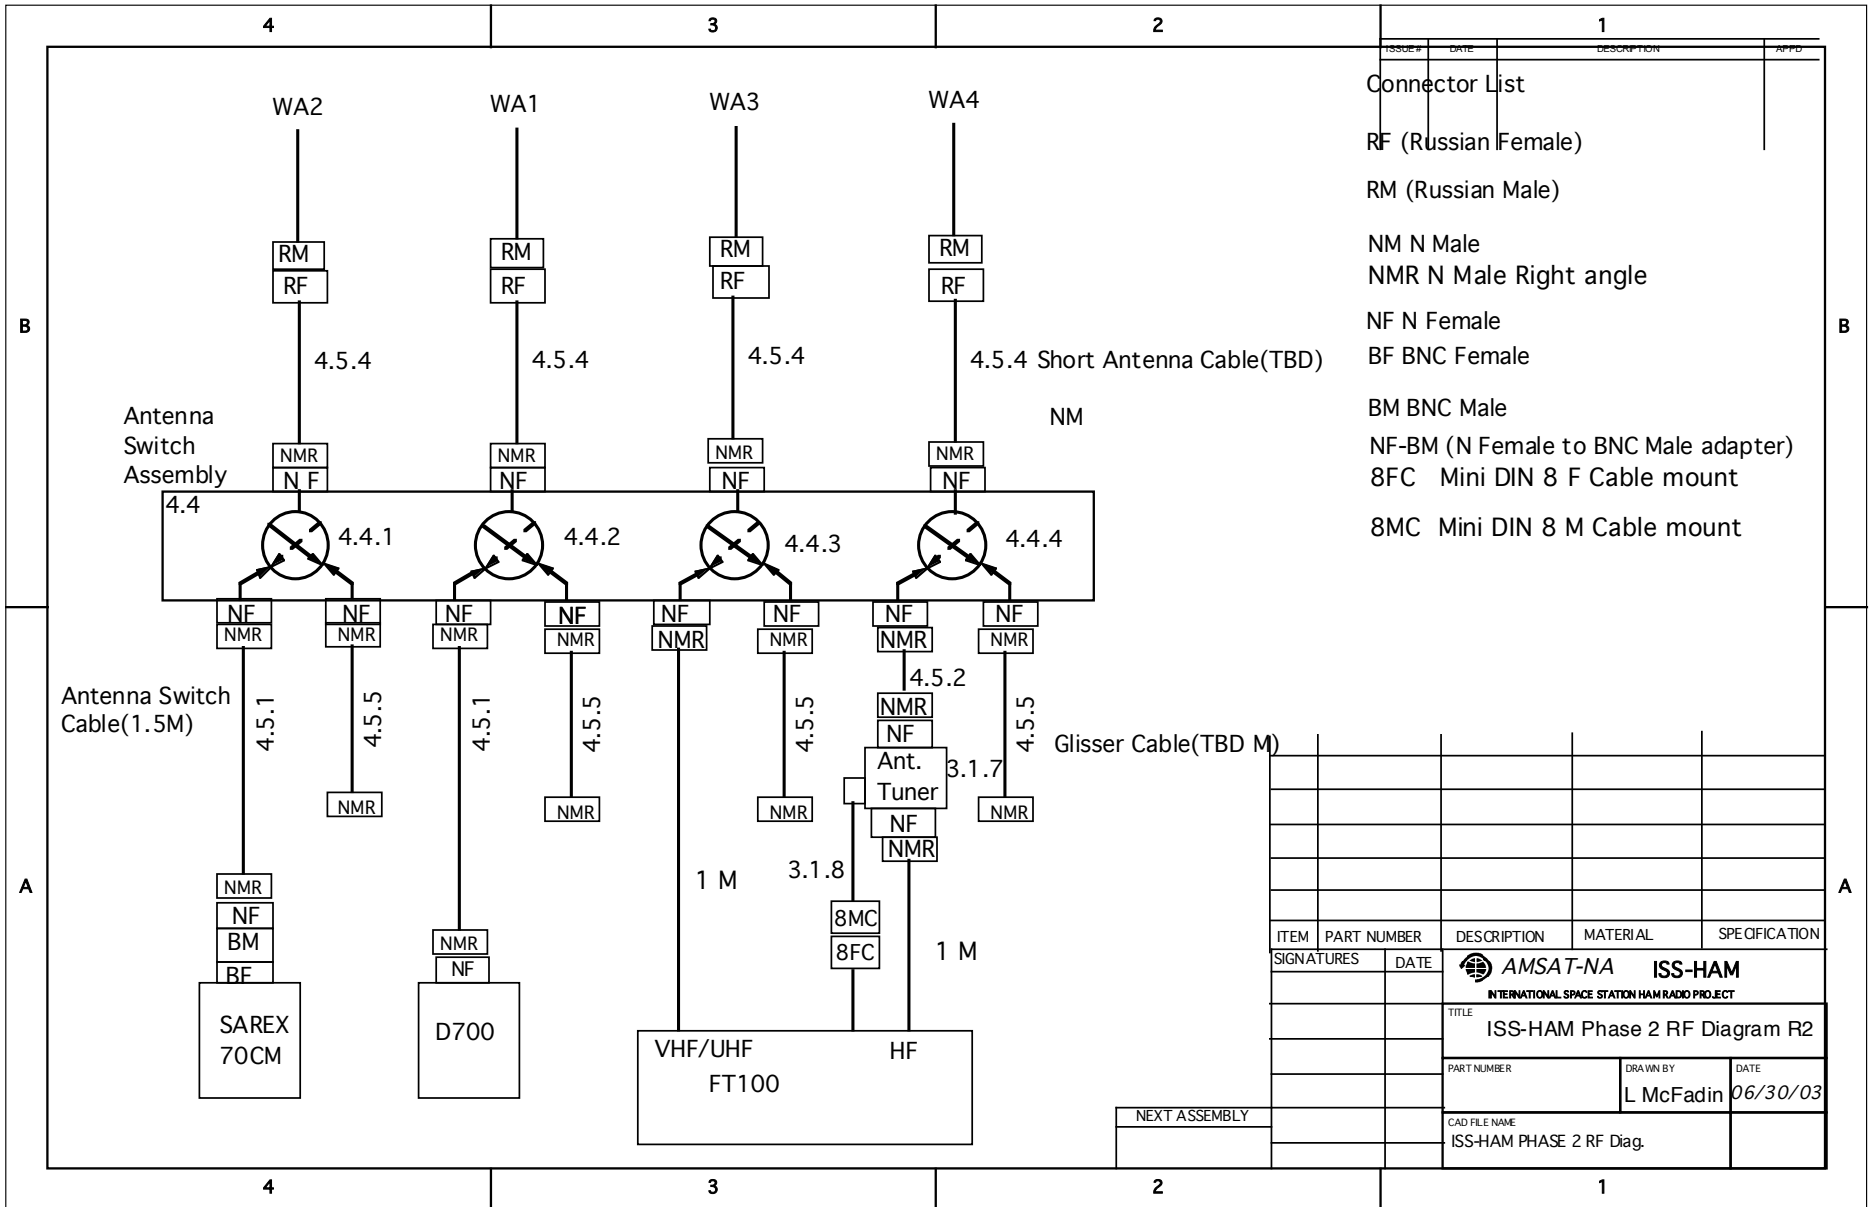 4 3 2 1
ISSUE # DATE DESCRIPTION APPD
Connector List
RF (Russian Female)
RM (Russian Male)
NM N Male
NMR N Male Right angle
NF N Female
BF BNC Female
BM BNC Male
NF-BM (N Female to BNC Male adapter)
8FC Mini DIN 8 F Cable mount
8MC Mini DIN 8 M Cable mount
WA2 WA1 WA3 WA4
RM RM RM RM
RF RF RF RF
B B
4.5.4 4.5.4 4.5.4 4.5.4 Short Antenna Cable(TBD)
NM
Antenna
Switch
Assembly
NMR NMR NMR NMR
N F NF NF NF
4.4
4.4.1 4.4.2 4.4.3 4.4.4
NF NF NF NF NF NF NF NF
NMR NMR NMR NMR NMR NMR NMR NMR
4.5.2
Antenna Switch
Cable(1.5M)
4.5.1 4.5.5 4.5.1 4.5.5 4.5.5 4.5.5
NMR
NF
Glisser Cable(TBD M)
Ant.
Tuner
3.1.7
NMR NMR NMR NMR
NF
NMR
A A
1 M
3.1.8
8MC
8FC
1 M
NMR
NF
BM
BF
NMR
NF
SAREX
70CM
D700
VHF/UHF HF
FT100
ITEM PART NUMBER DESCRIPTION MATERIAL SPECIFICATION
SIGNATURES DATE
AMSAT-NA ISS-HAM
INTERNATIONAL SPACE STATION HAM RADIO PROJECT
TITLE
ISS-HAM Phase 2 RF Diagram R2
PART NUMBER DRAWN BY DATE
L McFadin 06/30/03
NEXT ASSEMBLY
CAD FILE NAME
ISS-HAM PHASE 2 RF Diag.
4 3 2 1